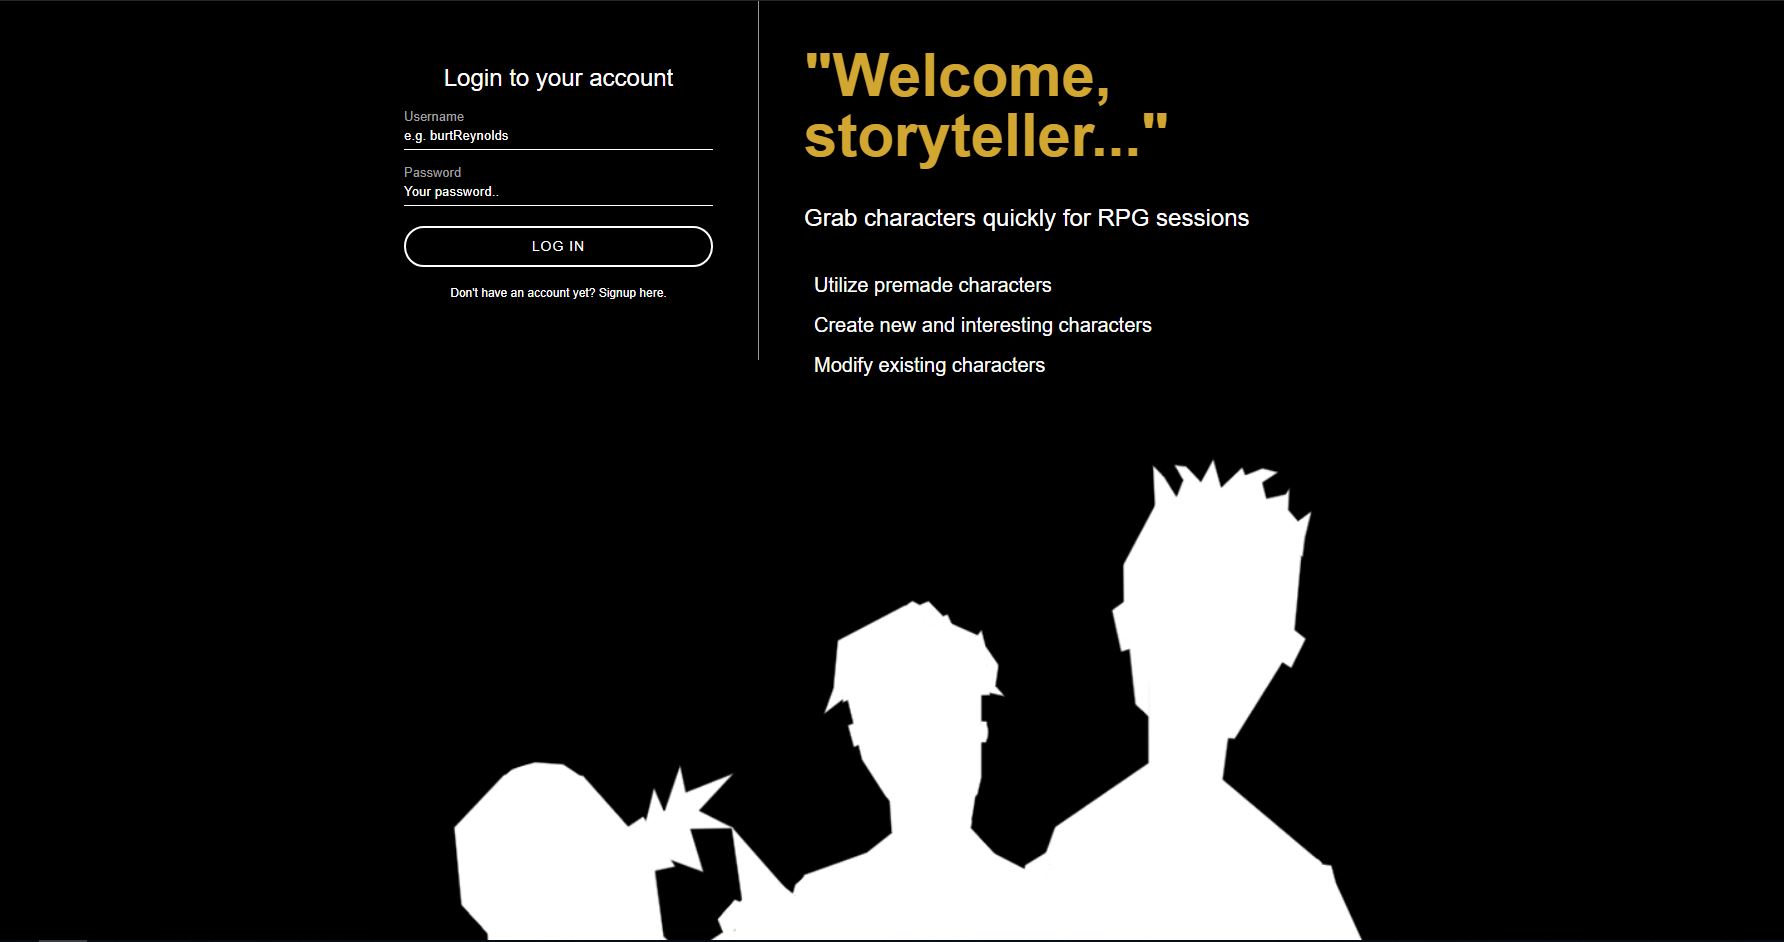 Login to your account
Username
e.g. burtReynolds
Password
Your password..
LOG IN
Don't have an account yet? Signup here.
"Welcome,
storyteller..."
Grab characters quickly for RPG sessions
Utilize premade characters
Create new and interesting characters
Modify existing characters